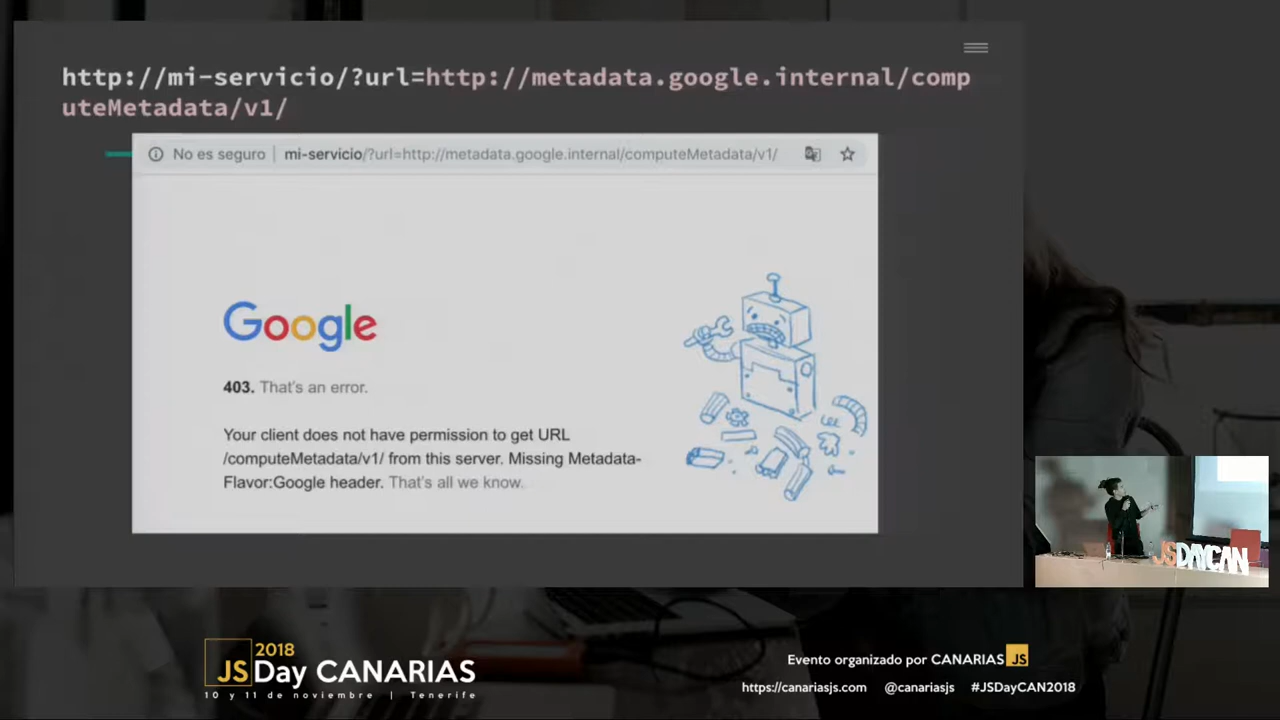 http://mi-servicio/?url=http://metadata.google.internal/comp
uteMetadata/v1/
No es seguro | mi-servicio/?url=http://metadata.google.internal/computeMetadata/v1/
Google
403. That's an error.
Your client does not have permission to get URL
/computeMetadata/v1/ from this server. Missing Metadata-
Flavor:Google header. That's all we know.
JSDAYCAN
2018
JSDay CANARIAS
10 y 11 de noviembre | Tenerife
Evento organizado por CANARIAS JS
https://canariasjs.com @canariasjs #JSDayCAN2018